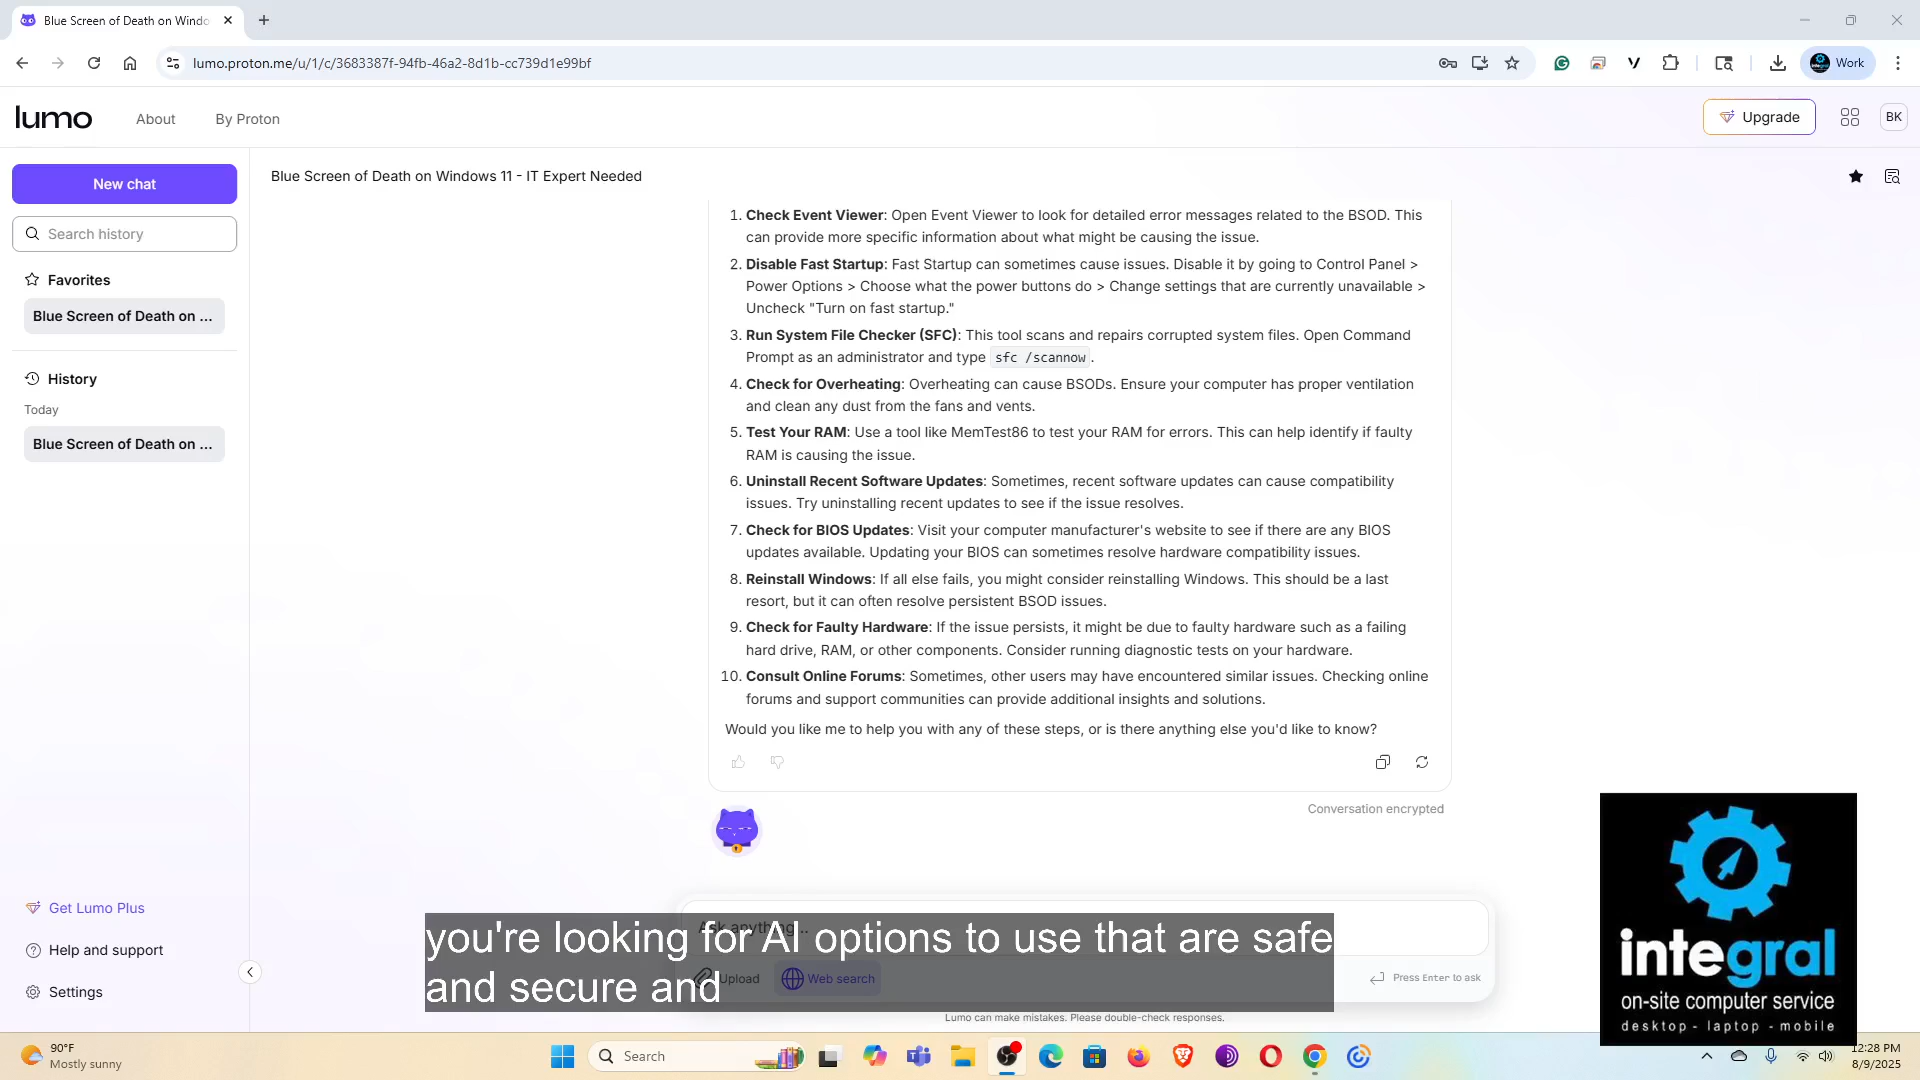 Blue Screen of Death on Windo
lumo.proton.me/u/1/c/3683387f-94fb-46a2-8d1b-cc739d1e99bf
Work
lumo
About
By Proton
Upgrade
BK
New chat
Search history
Favorites
Blue Screen of Death on ...
History
Today
Blue Screen of Death on ...
Get Lumo Plus
Help and support
Settings
Blue Screen of Death on Windows 11 - IT Expert Needed
1. Check Event Viewer: Open Event Viewer to look for detailed error messages related to the BSOD. This
can provide more specific information about what might be causing the issue.
2. Disable Fast Startup: Fast Startup can sometimes cause issues. Disable it by going to Control Panel >
Power Options > Choose what the power buttons do > Change settings that are currently unavailable >
Uncheck "Turn on fast startup."
3. Run System File Checker (SFC): This tool scans and repairs corrupted system files. Open Command
Prompt as an administrator and type sfc /scannow.
4. Check for Overheating: Overheating can cause BSODs. Ensure your computer has proper ventilation
and clean any dust from the fans and vents.
5. Test Your RAM: Use a tool like MemTest86 to test your RAM for errors. This can help identify if faulty
RAM is causing the issue.
6. Uninstall Recent Software Updates: Sometimes, recent software updates can cause compatibility
issues. Try uninstalling recent updates to see if the issue resolves.
7. Check for BIOS Updates: Visit your computer manufacturer's website to see if there are any BIOS
updates available. Updating your BIOS can sometimes resolve hardware compatibility issues.
8. Reinstall Windows: If all else fails, you might consider reinstalling Windows. This should be a last
resort, but it can often resolve persistent BSOD issues.
9. Check for Faulty Hardware: If the issue persists, it might be due to faulty hardware such as a failing
hard drive, RAM, or other components. Consider running diagnostic tests on your hardware.
10. Consult Online Forums: Sometimes, other users may have encountered similar issues. Checking online
forums and support communities can provide additional insights and solutions.
Would you like me to help you with any of these steps, or is there anything else you'd like to know?
Conversation encrypted
Ask anything...
you're looking for AI options to use that are safe
and secure and
Upload
Web search
Press Enter to ask
Lumo can make mistakes. Please double-check responses.
integral
on-site computer service
desktop - laptop - mobile
90°F
Mostly sunny
Search
12:28 PM
8/9/2025